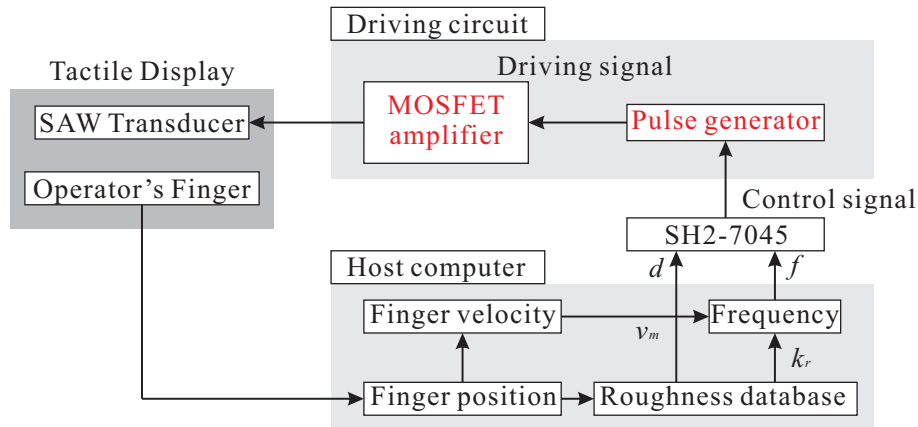 Driving circuit
Driving signal
Tactile Display
MOSFET
amplifier
SAW Transducer
Pulse generator
Operator's Finger
Control signal
SH2-7045
Host computer
d
f
Finger velocity
Frequency
vm
kr
Finger position
Roughness database